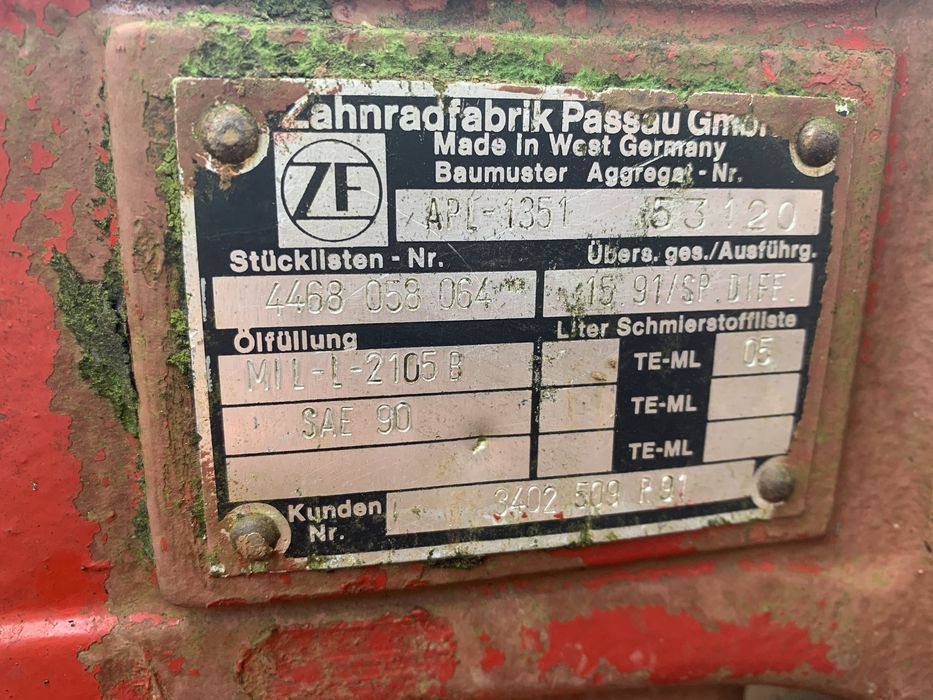 Zahnradfabrik Passau GmbH
Made in West Germany
Baumuster Aggregat-Nr.
ZF
APL-1351 53120
Stücklisten-Nr. Übers. ges./Ausführg.
4468 058 064 15.91/SP.DIFF.
Ölfüllung Liter Schmierstoffliste
MIL-L-2105 B TE-ML 05
SAE 90 TE-ML
TE-ML
Kunden Nr. 3402 509 R91